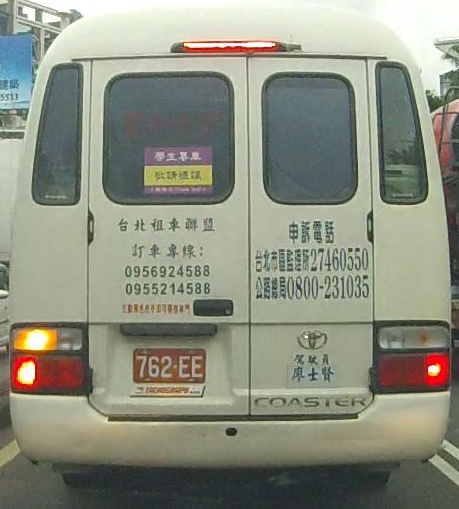 學生專車
敬請禮讓
台北租車聯盟
訂車專線:
0956924588
0955214588
申訴電話
台北市區監理所27460550
公路總局0800-231035
762-EE
TOYOTA
駕駛員
廖士賢
COASTER